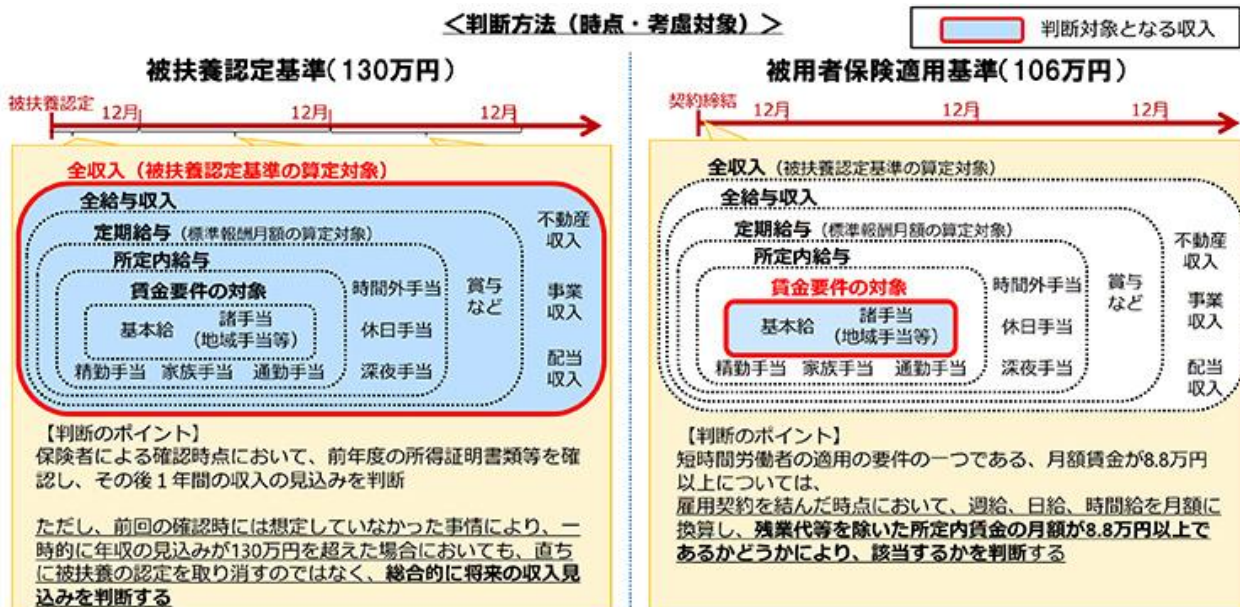 ＜判断方法（時点・考慮対象）＞
判断対象となる収入
被扶養認定基準(130万円)
被扶養認定
12月
12月
12月
全収入（被扶養認定基準の算定対象）
全給与収入
定期給与（標準報酬月額の算定対象）
所定内給与
賃金要件の対象
基本給
諸手当
（地域手当等）
精勤手当 家族手当 通勤手当
時間外手当
休日手当
深夜手当
賞与
など
不動産
収入
事業
収入
配当
収入
【判断のポイント】
保険者による確認時点において、前年度の所得証明書類等を確
認し、その後１年間の収入の見込みを判断
ただし、前回の確認時には想定していなかった事情により、一
時的に年収の見込みが130万円を超えた場合においても、直ち
に被扶養の認定を取り消すのではなく、総合的に将来の収入見
込みを判断する
被用者保険適用基準(106万円)
契約締結
12月
12月
12月
全収入（被扶養認定基準の算定対象）
全給与収入
定期給与（標準報酬月額の算定対象）
所定内給与
賃金要件の対象
基本給
諸手当
（地域手当等）
精勤手当 家族手当 通勤手当
時間外手当
休日手当
深夜手当
賞与
など
不動産
収入
事業
収入
配当
収入
【判断のポイント】
短時間労働者の適用の要件の一つである、月額賃金が8.8万円
以上については、
雇用契約を結んだ時点において、週給、日給、時間給を月額に
換算し、残業代等を除いた所定内賃金の月額が8.8万円以上で
あるかどうかにより、該当するかを判断する